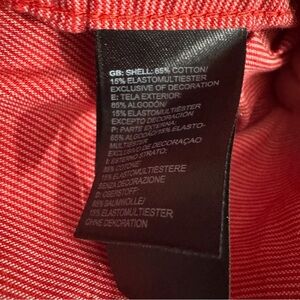 GB: SHELL: 85% COTTON/
15% ELASTOMULTIESTER
EXCLUSIVE OF DECORATION
E: TELA EXTERIOR:
85% ALGODÓN/
15% ELASTOMULTIÉSTER
EXCEPTO DECORACIÓN
P: PARTE EXTERNA:
85% ALGODÃO/15% ELASTO-
MULTIÉSTER
EXCLUSIVO DE DECORAÇÃO
I: ESTERNO STRATO:
85% COTONE/
15% ELASTOMULTIESTERE
SENZA DECORAZIONE
D: OBERSTOFF:
85% BAUMWOLLE/
15% ELASTOMULTIESTER
OHNE DEKORATION